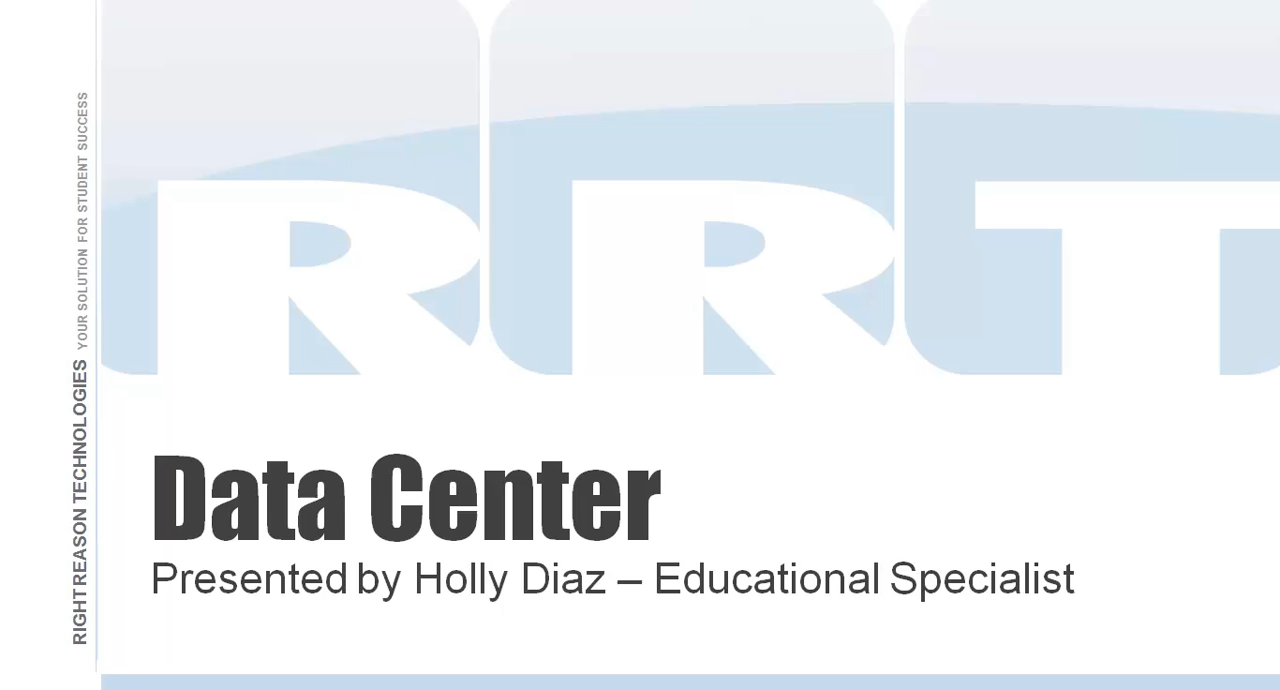 RRT
RIGHT REASON TECHNOLOGIES YOUR SOLUTION FOR STUDENT SUCCESS
Data Center
Presented by Holly Diaz – Educational Specialist